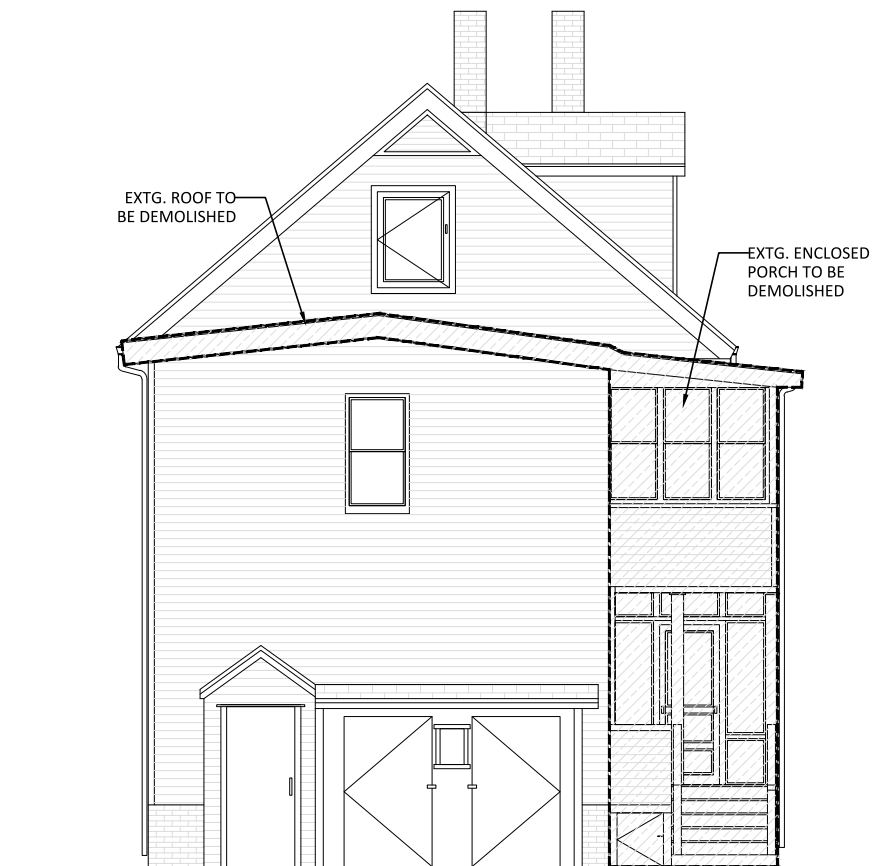 EXTG. ROOF TO
BE DEMOLISHED
EXTG. ENCLOSED
PORCH TO BE
DEMOLISHED